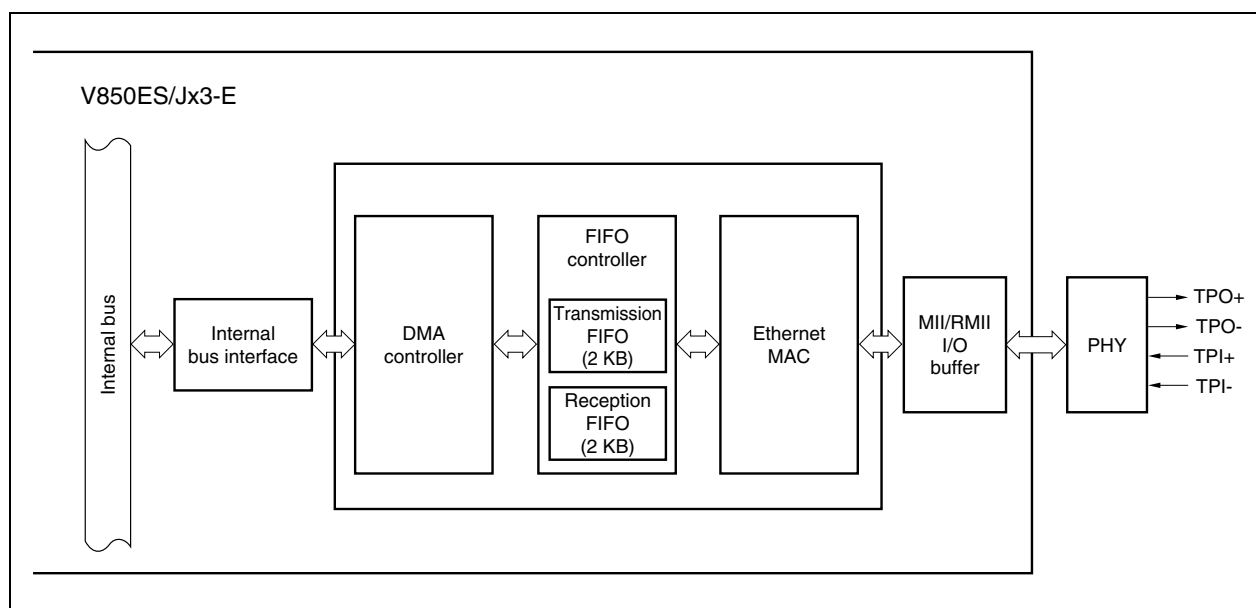 V850ES/Jx3-E
Internal bus
Internal
bus interface
DMA
controller
FIFO
controller
Transmission
FIFO
(2 KB)
Reception
FIFO
(2 KB)
Ethernet
MAC
MII/RMII
I/O
buffer
PHY
TPO+
TPO-
TPI+
TPI-